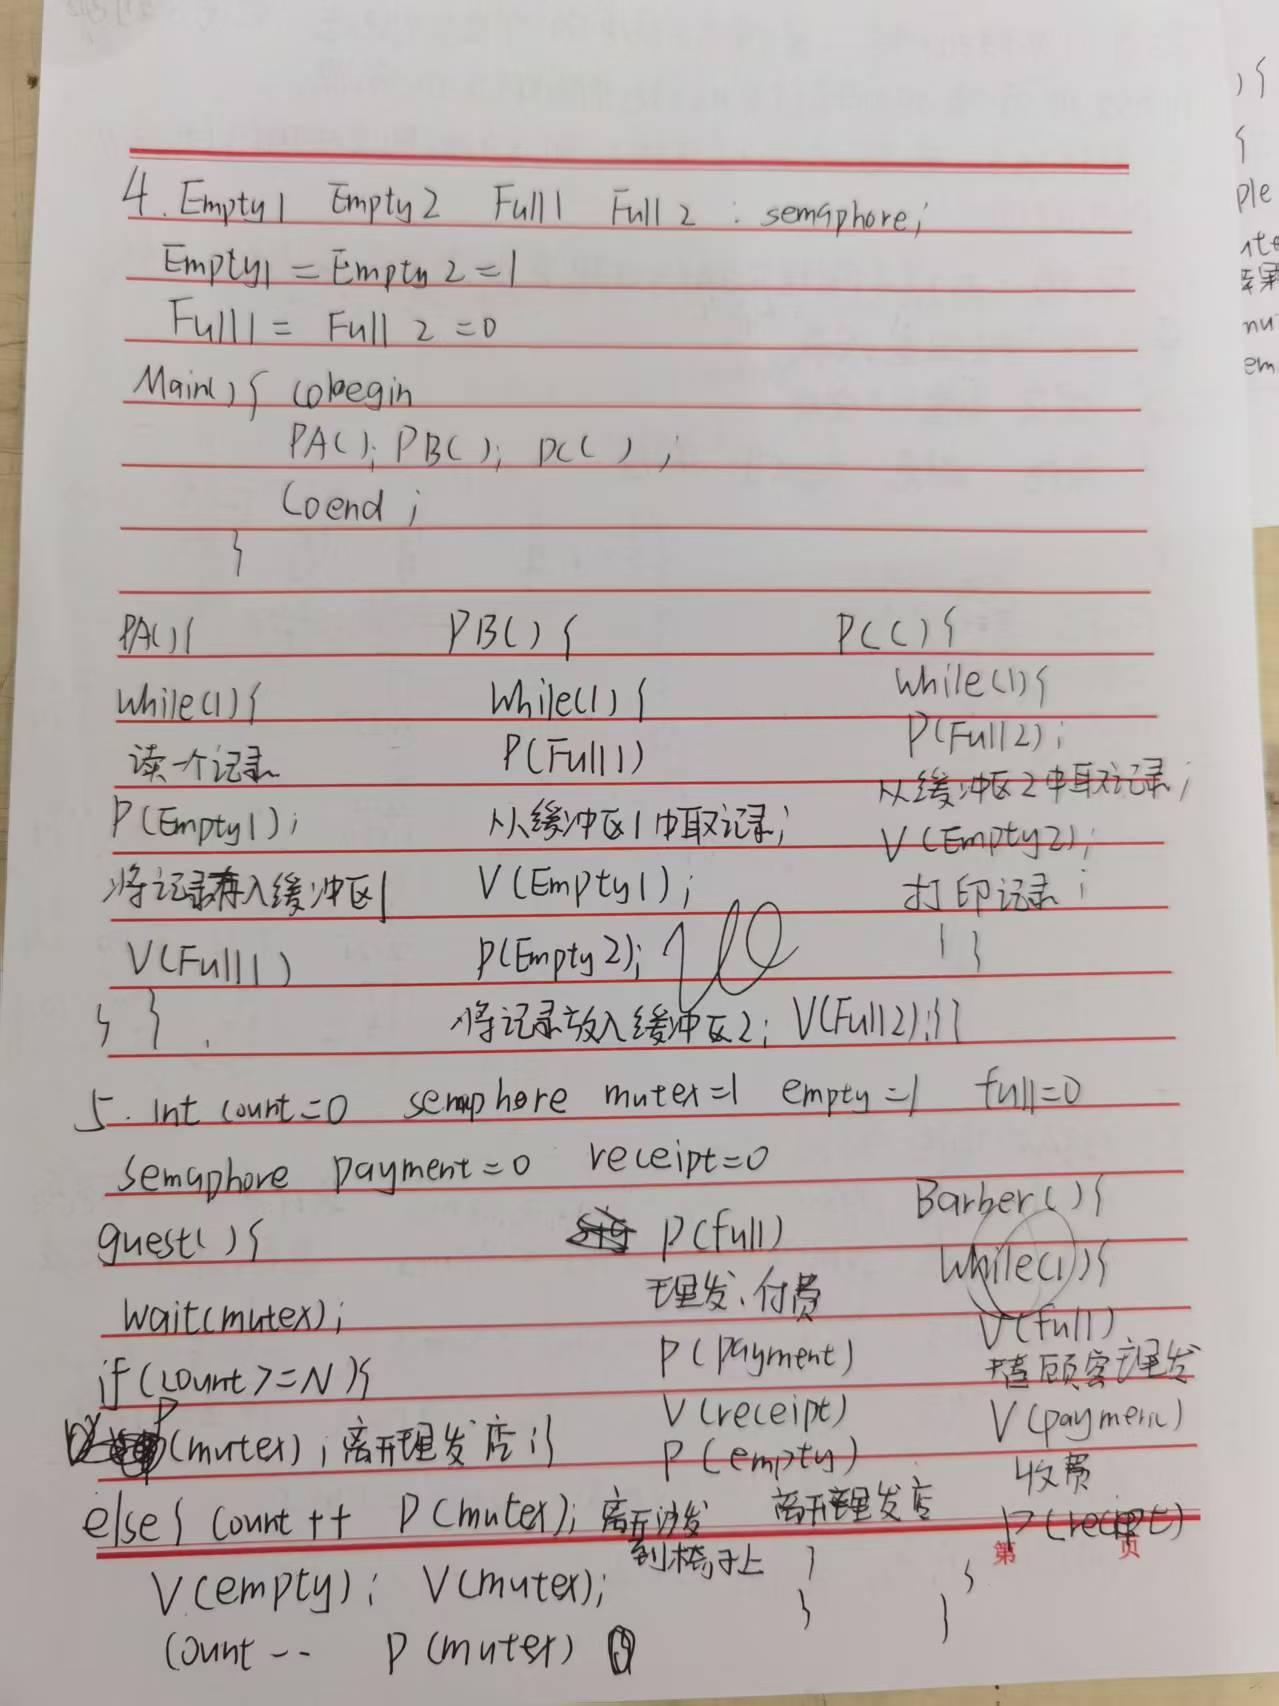 4. Empty1 Empty2 Full1 Full2 : semaphore;
Empty1 = Empty2 = 1
Full1 = Full2 = 0
Main(){ cobegin
PA(); PB(); PC();
Coend;
}
PA(){
while(1){
读一个记录
P(Empty1);
将记录存入缓冲区1
V(Full1)
} }.
PB(){
While(1){
P(Full1)
从缓冲区1中取记录;
V(Empty1);
P(Empty2);
将记录放入缓冲区2; V(Full2);}}
PC(){
While(1){
P(Full2);
从缓冲区2中取记录;
V(Empty2);
打印记录;
} }
10
5. int count=0 semaphore mutex=1 empty=1 full=0
semaphore payment=0 receipt=0
guest(){
wait(mutex);
if(count>=N){
P(mutex);离开理发店;}
else{ count++ P(mutex);离开沙发
到椅子上
V(empty); V(mutex);
count-- P(mutex)
P(full)
理发、付费
P(payment)
V(receipt)
P(empty)
离开理发店
}
}
Barber(){
While(1){
V(full)
替顾客理发
V(payment)
收费
P(receipt)
}
}
第 页
){
{
ple
nu
em